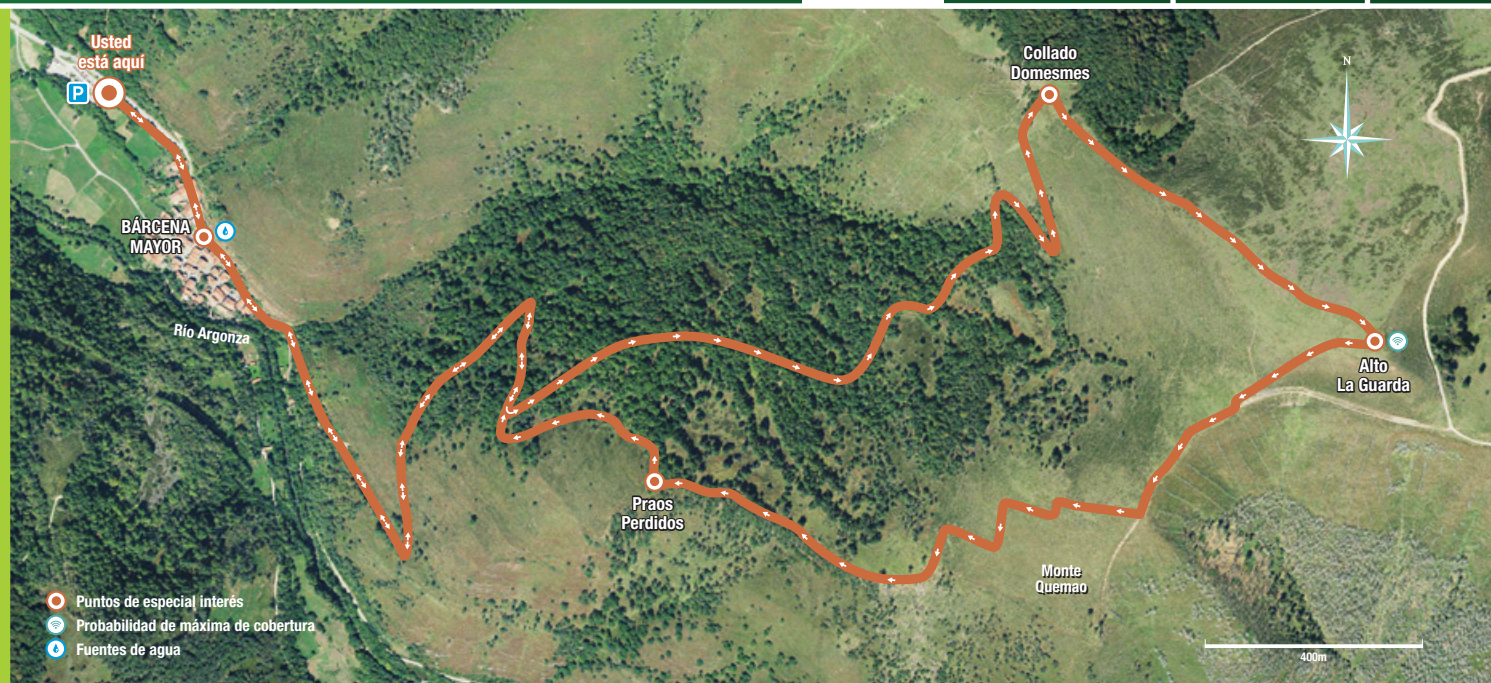 Usted
está aquí
P
BÁRCENA
MAYOR
Río Argonza
Collado
Domesmes
N
Alto
La Guarda
Praos
Perdidos
Monte
Quemao
Puntos de especial interés
Probabilidad de máxima de cobertura
Fuentes de agua
400m